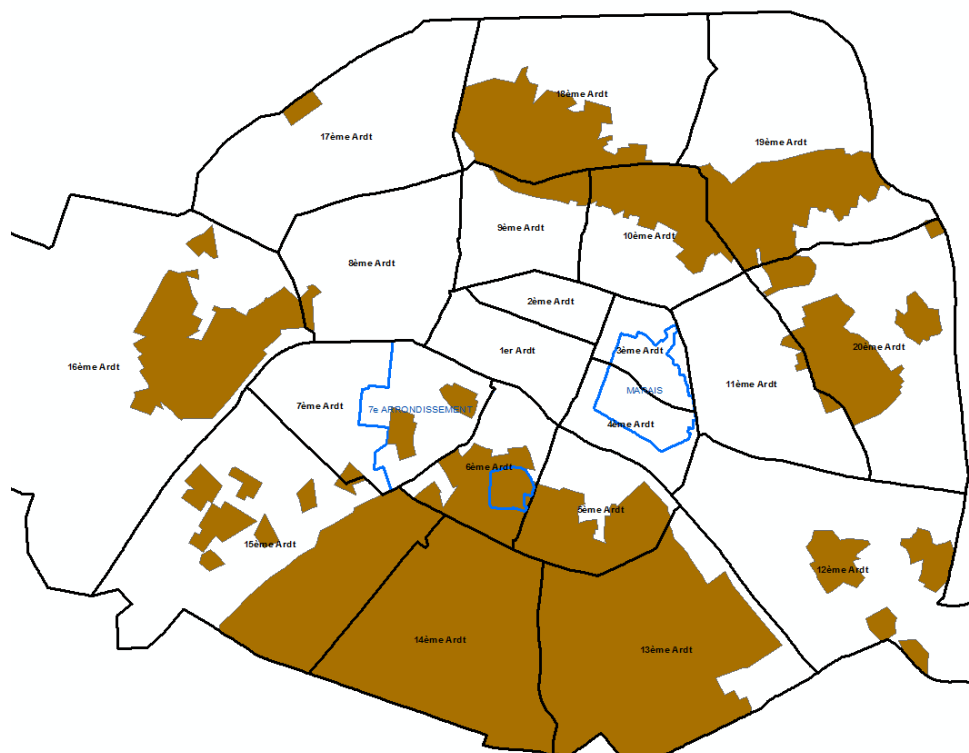 18ème Ardt
17ème Ardt
19ème Ardt
9ème Ardt
10ème Ardt
8ème Ardt
2ème Ardt
1er Ardt
3ème Ardt
20ème Ardt
16ème Ardt
11ème Ardt
MARAIS
7ème Ardt
7e ARRONDISSEMENT
4ème Ardt
6ème Ardt
5ème Ardt
15ème Ardt
12ème Ardt
14ème Ardt
13ème Ardt